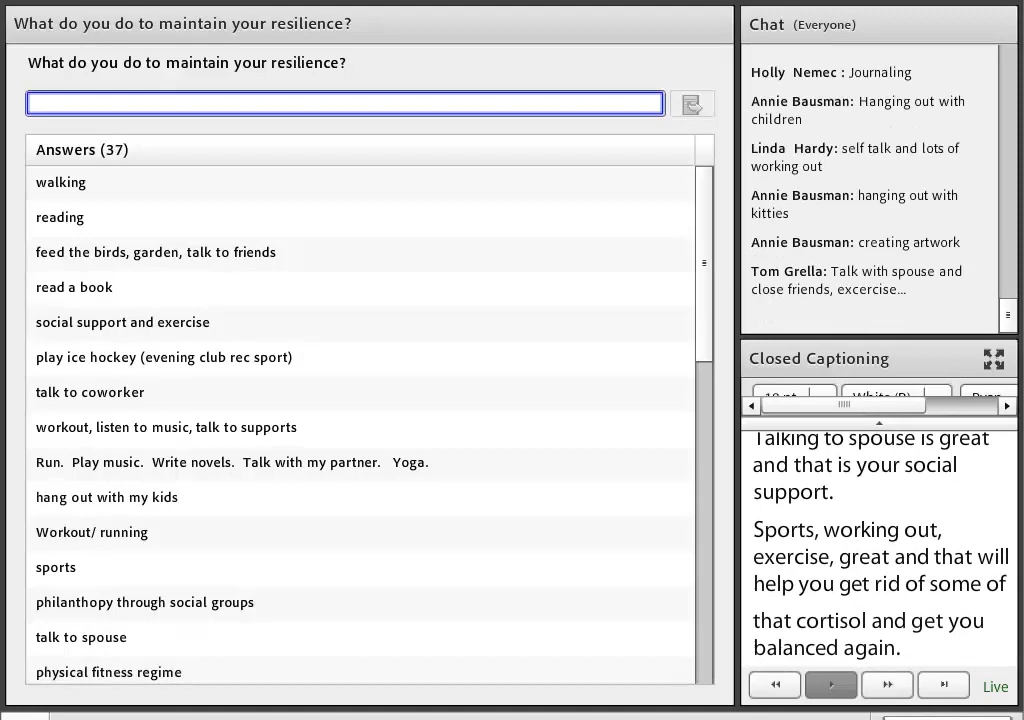 What do you do to maintain your resilience?
What do you do to maintain your resilience?
Answers (37)
walking
reading
feed the birds, garden, talk to friends
read a book
social support and exercise
play ice hockey (evening club rec sport)
talk to coworker
workout, listen to music, talk to supports
Run.  Play music.  Write novels.  Talk with my partner.   Yoga.
hang out with my kids
Workout/ running
sports
philanthopy through social groups
talk to spouse
physical fitness regime
Chat (Everyone)
Holly Nemec : Journaling
Annie Bausman: Hanging out with
children
Linda Hardy: self talk and lots of
working out
Annie Bausman: hanging out with
kitties
Annie Bausman: creating artwork
Tom Grella: Talk with spouse and
close friends, excercise...
Closed Captioning
Talking to spouse is great
and that is your social
support.
Sports, working out,
exercise, great and that will
help you get rid of some of
that cortisol and get you
balanced again.
Live